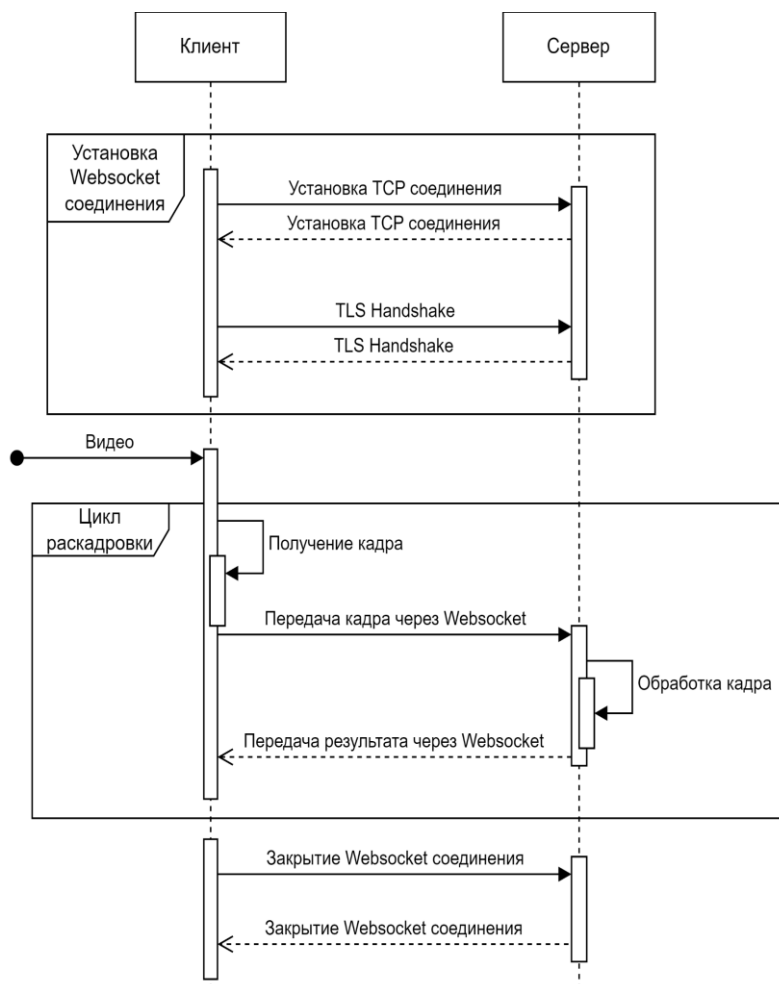 Клиент
Сервер
Установка
Websocket
соединения
Установка TCP соединения
Установка TCP соединения
TLS Handshake
TLS Handshake
Видео
Цикл
раскадровки
Получение кадра
Передача кадра через Websocket
Обработка кадра
Передача результата через Websocket
Закрытие Websocket соединения
Закрытие Websocket соединения